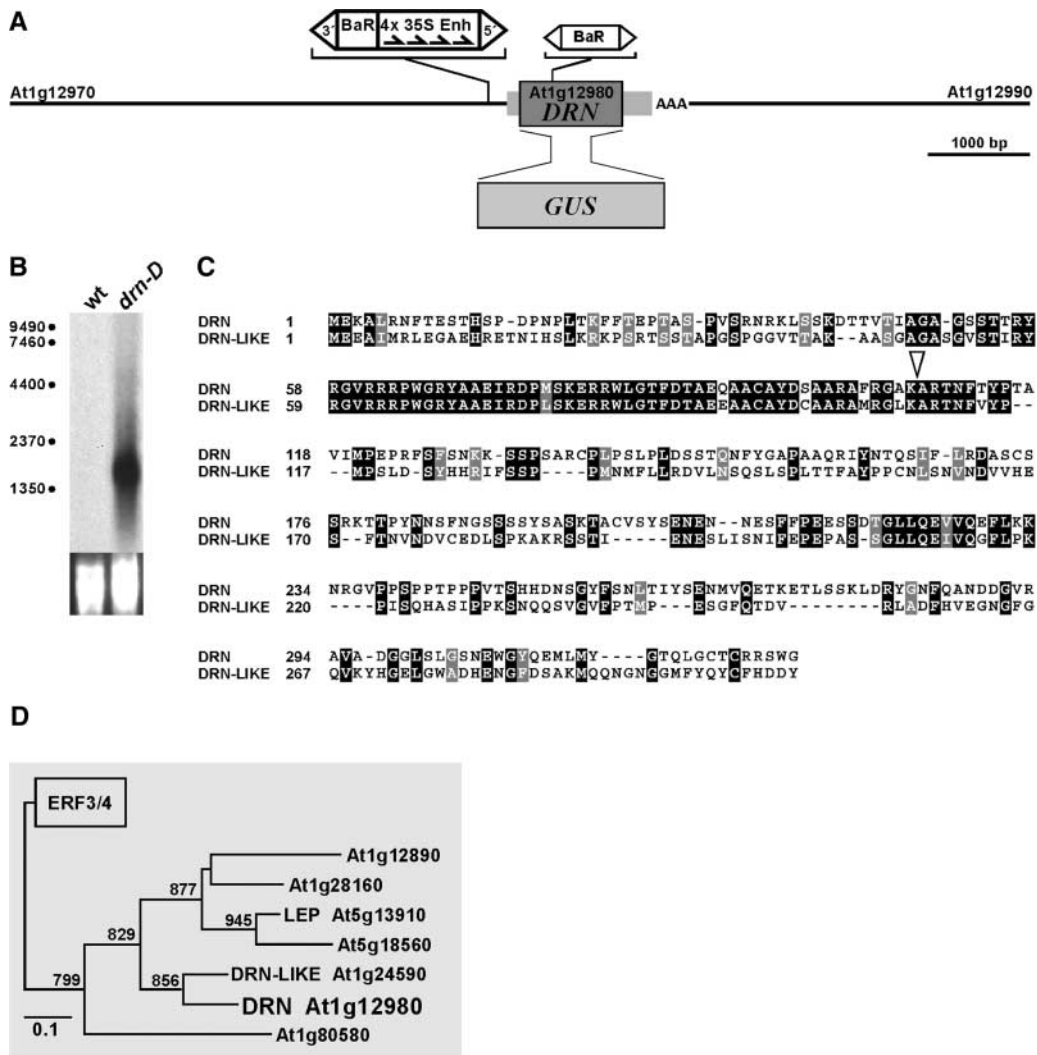 A
3´ BaR 4x 35S Enh 5´
BaR
At1g12970
At1g12980
DRN
AAA
At1g12990
1000 bp
GUS
B
wt
drn-D
9490
7460
4400
2370
1350
C
DRN 1 MEKALRNFTESTHSP-DPNPLTKFFTEPTAS-PVSRNRKLSSKDTTVTIAGA-GSSTTRY
DRN-LIKE 1 MEEAIMRLEGAEHRETNIHSLKRKPSRTSSTAPGSPGGVTTAK--AASGAGASGVSTIRY
DRN 58 RGVRRRPWGRYAAEIRDPMSKERRWLGTFDTAEQAACAYDSAARAFRGAKARTNFTYPTA
DRN-LIKE 59 RGVRRRPWGRYAAEIRDPLSKERRWLGTFDTAEEAACAYDCAARAMRGLKARTNFVYP--
DRN 118 VIMPEPRFSFSNKK-SSPSARCPLPSLPLDSSTQNFYGAPAAQRIYNTQSIF-LRDASCS
DRN-LIKE 117 --MPSLD-SYHHRIFSSP----PMNMFLLRDVLNSQSLSPLTTFAYPPCNLSNVNDVVHE
DRN 176 SRKTTPYNNSFNGSSSSYSASKTACVSYSENEN--NESFFPEESSDTGLLQEVVQEFLKK
DRN-LIKE 170 S--FTNVNDVCEDLSPKAKRSSTI-----ENESLISNIFEPEPAS-SGLLQEIVQGFLPK
DRN 234 NRGVPPSPPTPPPVTSHHDNSGYFSNLTIYSENMVQETKETLSSKLDRYGNFQANDDGVR
DRN-LIKE 220 ----PISQHASIPPKSNQQSVGVFPTMP----ESGFQTDV-----RLADFHVEGNGFG
DRN 294 AVA-DGGLSLGSNEWGYQEMLMY----GTQLGCTCRRSWG
DRN-LIKE 267 QVKYHGELGWADHENGFDSAKMQQNGNGGMFYQYCFHDDY
D
ERF3/4
At1g12890
877
At1g28160
LEP At5g13910
945
829
At5g18560
DRN-LIKE At1g24590
799
856
DRN At1g12980
0.1
At1g80580